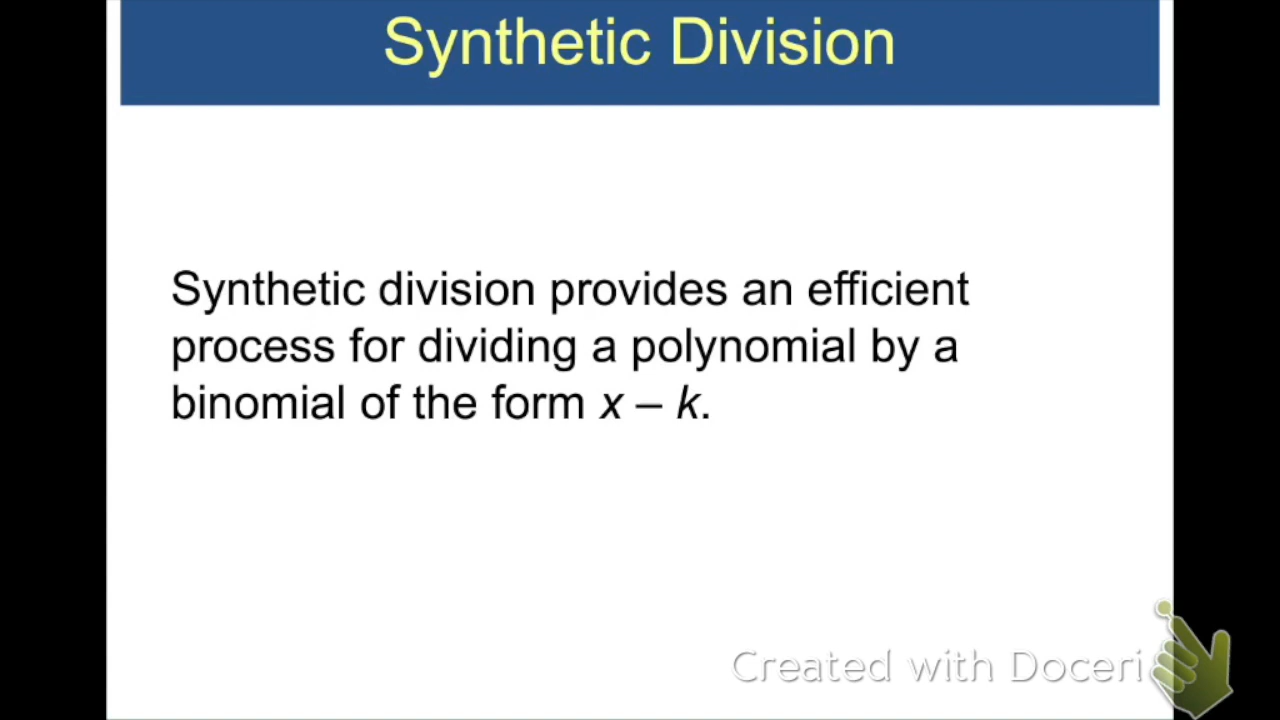 Synthetic Division
Synthetic division provides an efficient
process for dividing a polynomial by a
binomial of the form x – k.
Created with Doceri